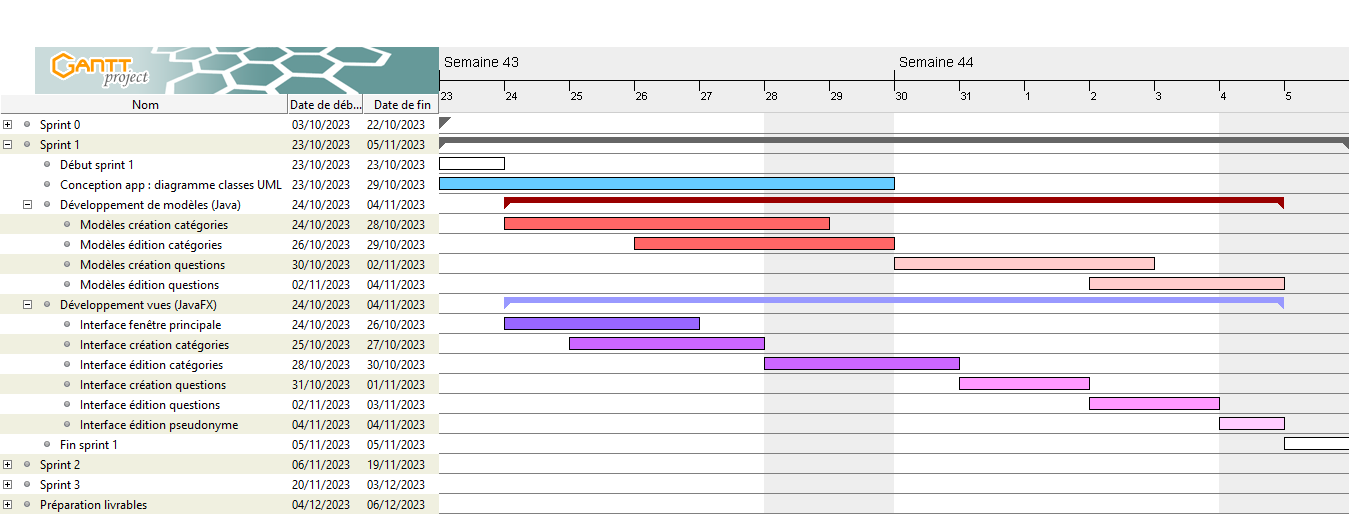 GANTT
project
Semaine 43
Semaine 44
Nom
Date de déb...
Date de fin
23 24 25 26 27 28 29 30 31 1 2 3 4 5
Sprint 0 03/10/2023 22/10/2023
Sprint 1 23/10/2023 05/11/2023
Début sprint 1 23/10/2023 23/10/2023
Conception app : diagramme classes UML 23/10/2023 29/10/2023
Développement de modèles (Java) 24/10/2023 04/11/2023
Modèles création catégories 24/10/2023 28/10/2023
Modèles édition catégories 26/10/2023 29/10/2023
Modèles création questions 30/10/2023 02/11/2023
Modèles édition questions 02/11/2023 04/11/2023
Développement vues (JavaFX) 24/10/2023 04/11/2023
Interface fenêtre principale 24/10/2023 26/10/2023
Interface création catégories 25/10/2023 27/10/2023
Interface édition catégories 28/10/2023 30/10/2023
Interface création questions 31/10/2023 01/11/2023
Interface édition questions 02/11/2023 03/11/2023
Interface édition pseudonyme 04/11/2023 04/11/2023
Fin sprint 1 05/11/2023 05/11/2023
Sprint 2 06/11/2023 19/11/2023
Sprint 3 20/11/2023 03/12/2023
Préparation livrables 04/12/2023 06/12/2023